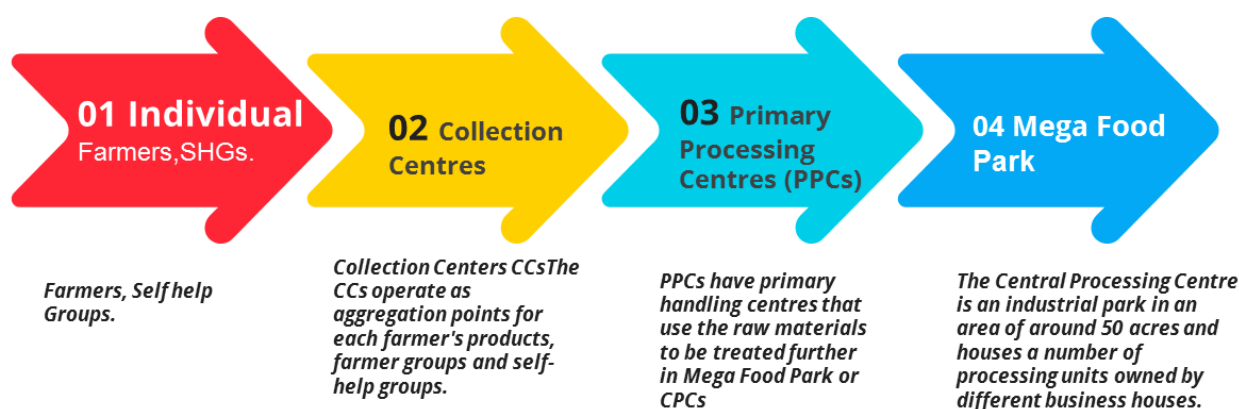 01 Individual
Farmers,SHGs.
02 Collection
Centres
03 Primary
Processing
Centres (PPCs)
04 Mega Food
Park
Farmers, Self help
Groups.
Collection Centers CCsThe
CCs operate as
aggregation points for
each farmer's products,
farmer groups and self-
help groups.
PPCs have primary
handling centres that
use the raw materials
to be treated further
in Mega Food Park or
CPCs
The Central Processing Centre
is an industrial park in an
area of around 50 acres and
houses a number of
processing units owned by
different business houses.